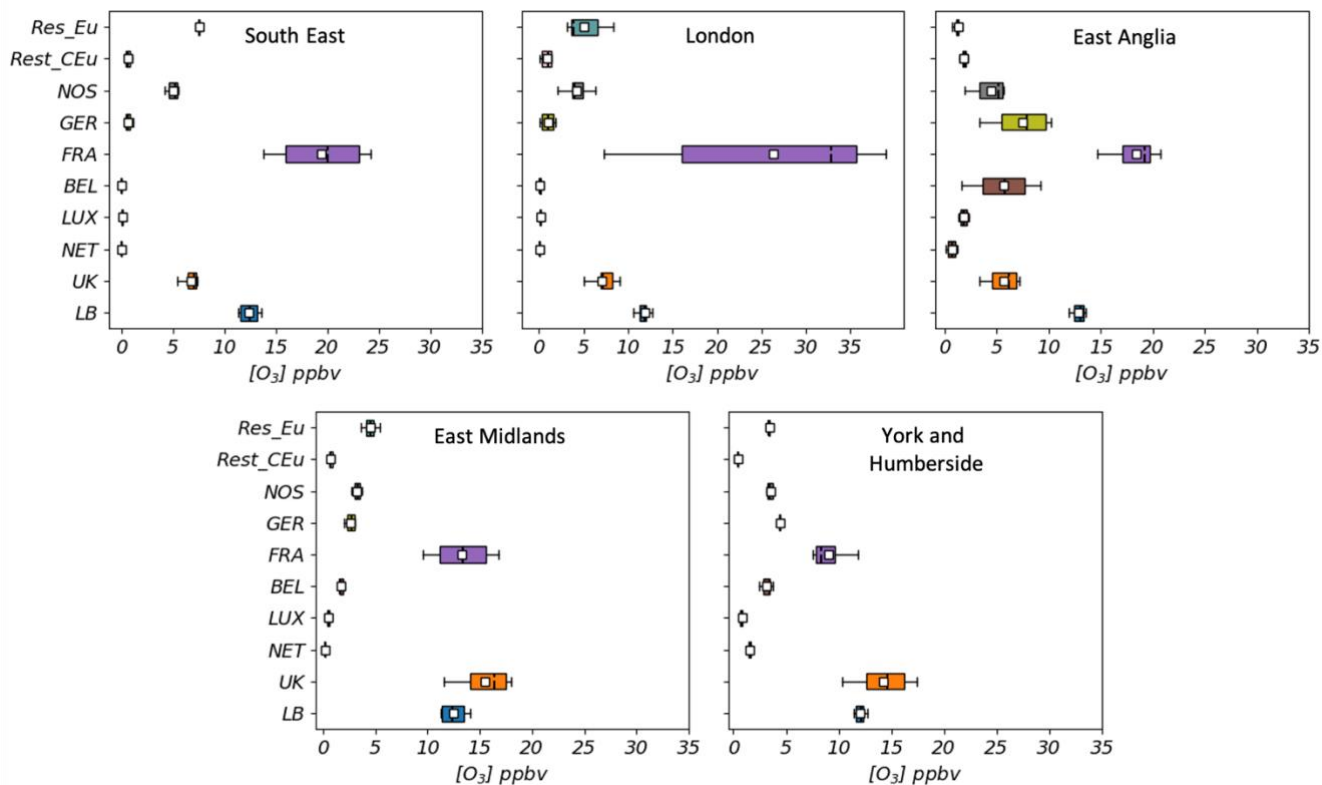 Res_Eu
Rest_CEu
NOS
GER
FRA
BEL
LUX
NET
UK
LB
South East
0 5 10 15 20 25 30 35
[O₃] ppbv
London
0 5 10 15 20 25 30 35
[O₃] ppbv
East Anglia
0 5 10 15 20 25 30 35
[O₃] ppbv
Res_Eu
Rest_CEu
NOS
GER
FRA
BEL
LUX
NET
UK
LB
East Midlands
0 5 10 15 20 25 30 35
[O₃] ppbv
York and
Humberside
0 5 10 15 20 25 30 35
[O₃] ppbv